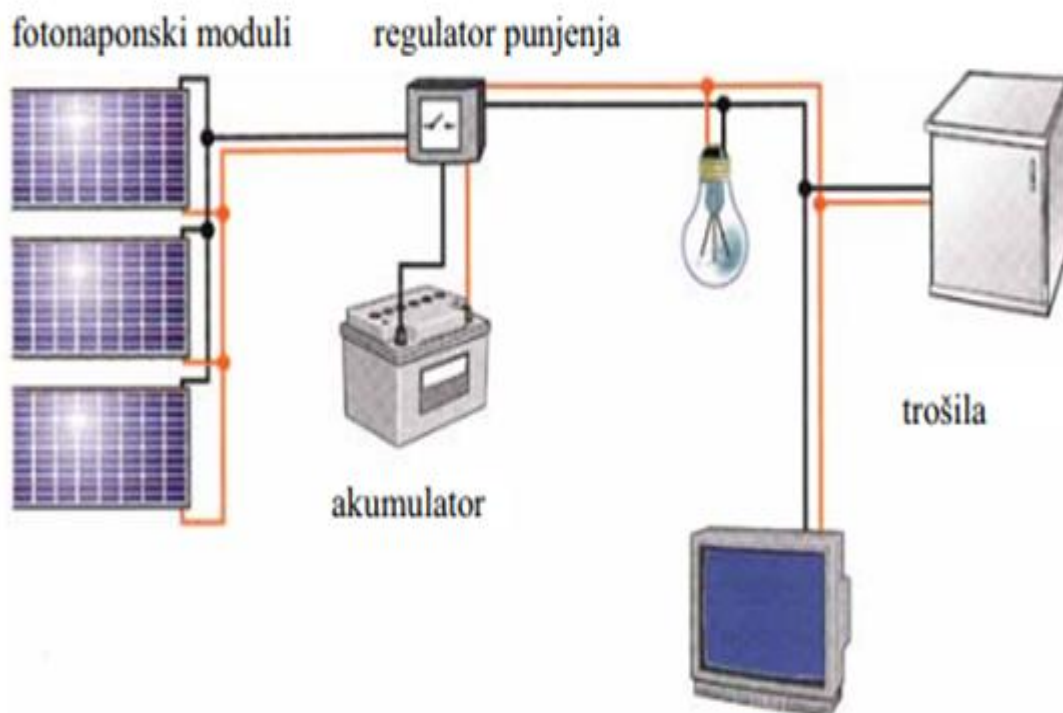 fotonaponski moduli
regulator punjenja
akumulator
trošila